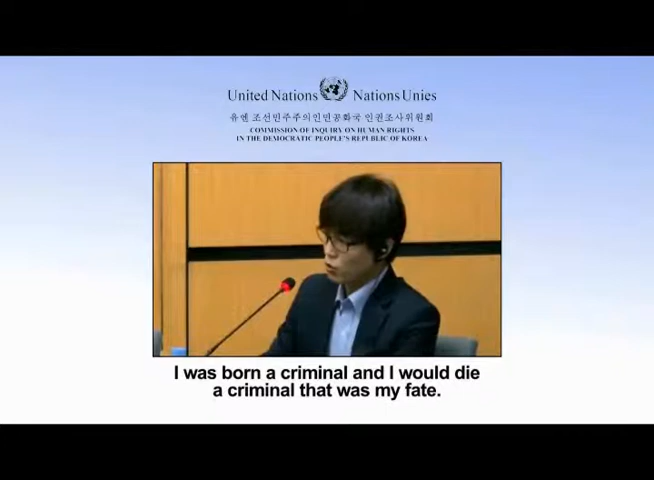 United Nations Nations Unies
유엔 조선민주주의인민공화국 인권조사위원회
COMMISSION OF INQUIRY ON HUMAN RIGHTS
IN THE DEMOCRATIC PEOPLE'S REPUBLIC OF KOREA
I was born a criminal and I would die
a criminal that was my fate.